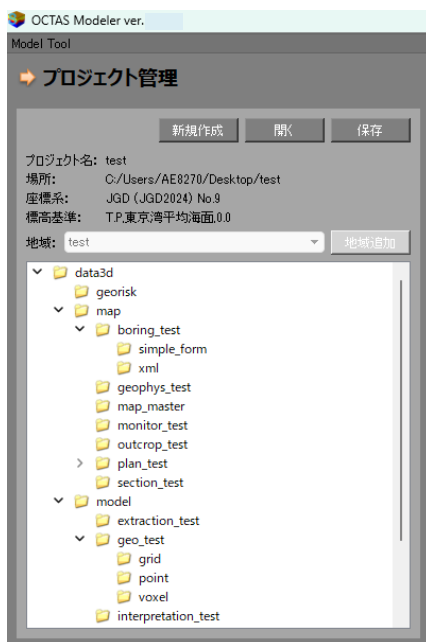 OCTAS Modeler ver.
Model Tool
プロジェクト管理
新規作成 開く 保存
プロジェクト名: test
場所: C:/Users/AE8270/Desktop/test
座標系: JGD (JGD2024) No.9
標高基準: T.P.東京湾平均海面,0.0
地域: test 地域追加
data3d
georisk
map
boring_test
simple_form
xml
geophys_test
map_master
monitor_test
outcrop_test
plan_test
section_test
model
extraction_test
geo_test
grid
point
voxel
interpretation_test